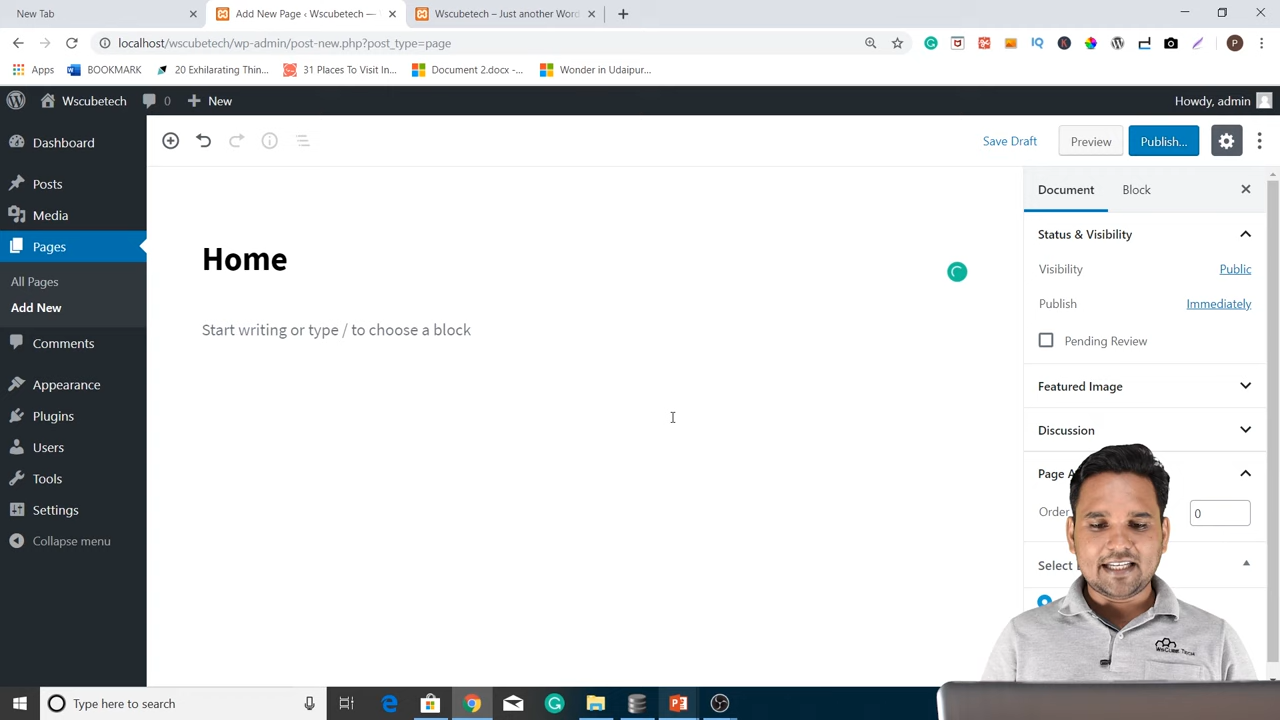 New Tab
Add New Page ‹ Wscubetech —
Wscubetech – Just another Word
localhost/wscubetech/wp-admin/post-new.php?post_type=page
Apps
BOOKMARK
20 Exhilarating Thin...
31 Places To Visit In...
Document 2.docx -...
Wonder in Udaipur...
Wscubetech
0
New
Howdy, admin
Dashboard
Posts
Media
Pages
All Pages
Add New
Comments
Appearance
Plugins
Users
Tools
Settings
Collapse menu
Save Draft
Preview
Publish...
Home
Start writing or type / to choose a block
Document
Block
Status & Visibility
Visibility
Public
Publish
Immediately
Pending Review
Featured Image
Discussion
Page
Order
0
Select
WSCUBE TECH
Type here to search